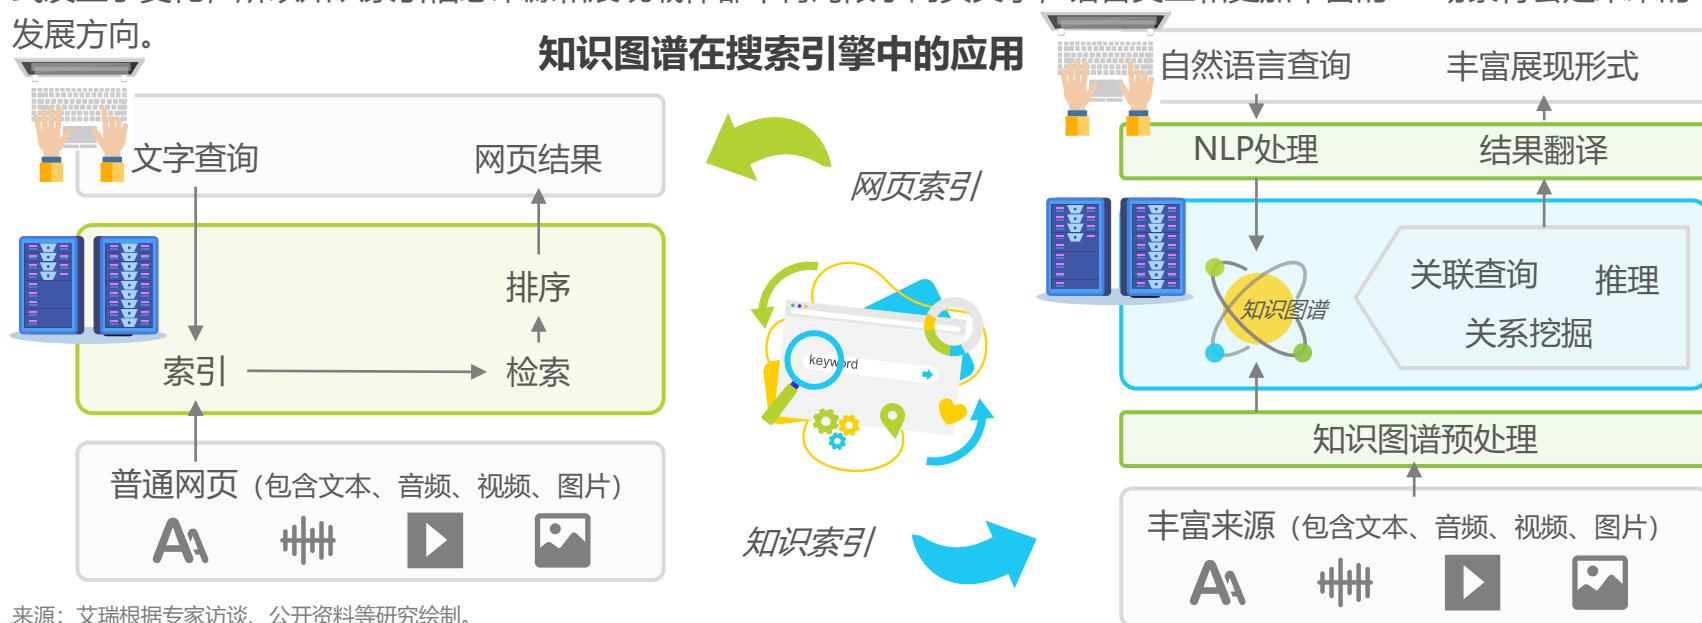 发展方向。
知识图谱在搜索引擎中的应用
文字查询
网页结果
排序
索引
检索
普通网页（包含文本、音频、视频、图片）
网页索引
keyword
知识索引
自然语言查询
丰富展现形式
NLP处理
结果翻译
知识图谱
关联查询
推理
关系挖掘
知识图谱预处理
丰富来源（包含文本、音频、视频、图片）
来源：艾瑞根据专家访谈、公开资料等研究绘制。